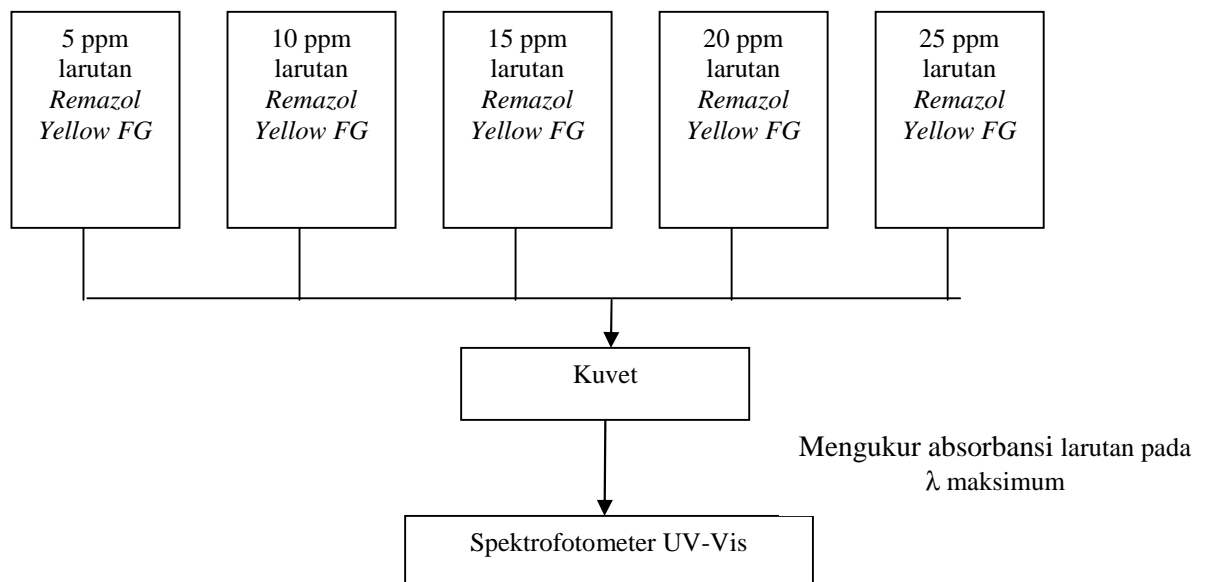 5 ppm
larutan
Remazol
Yellow FG
10 ppm
larutan
Remazol
Yellow FG
15 ppm
larutan
Remazol
Yellow FG
20 ppm
larutan
Remazol
Yellow FG
25 ppm
larutan
Remazol
Yellow FG
Kuvet
Mengukur absorbansi larutan pada
λ maksimum
Spektrofotometer UV-Vis